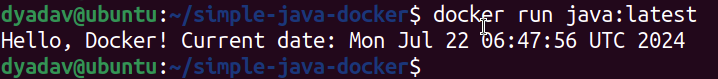 dyadav@ubuntu:~/simple-java-docker$ docker run java:latest
Hello, Docker! Current date: Mon Jul 22 06:47:56 UTC 2024
dyadav@ubuntu:~/simple-java-docker$